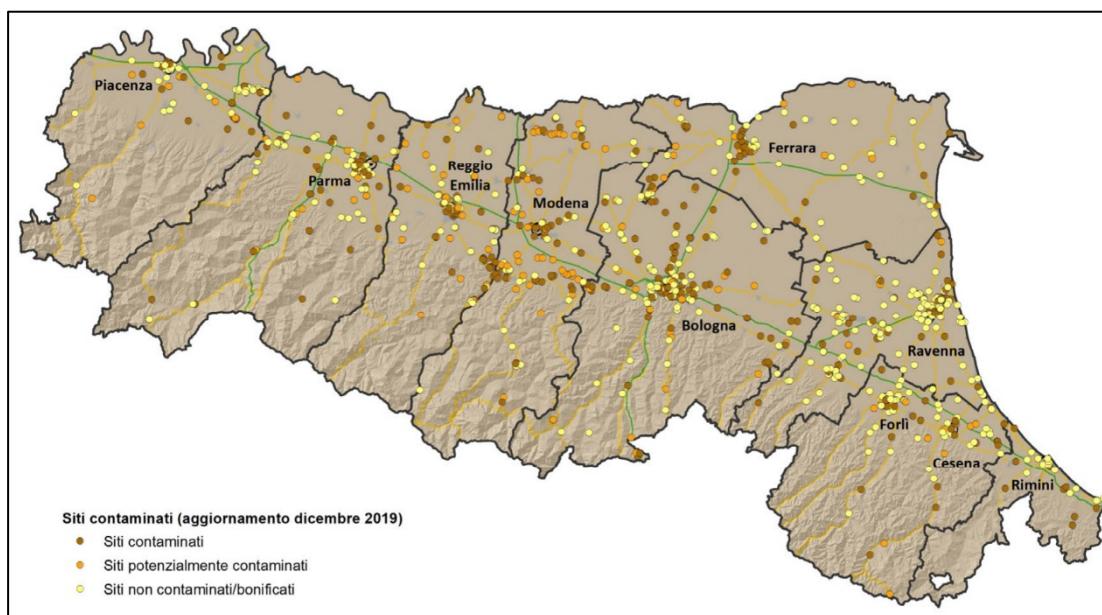 Piacenza
Parma
Reggio
Emilia
Modena
Ferrara
Bologna
Ravenna
Forlì
Cesena
Rimini
Siti contaminati (aggiornamento dicembre 2019)
Siti contaminati
Siti potenzialmente contaminati
Siti non contaminati/bonificati